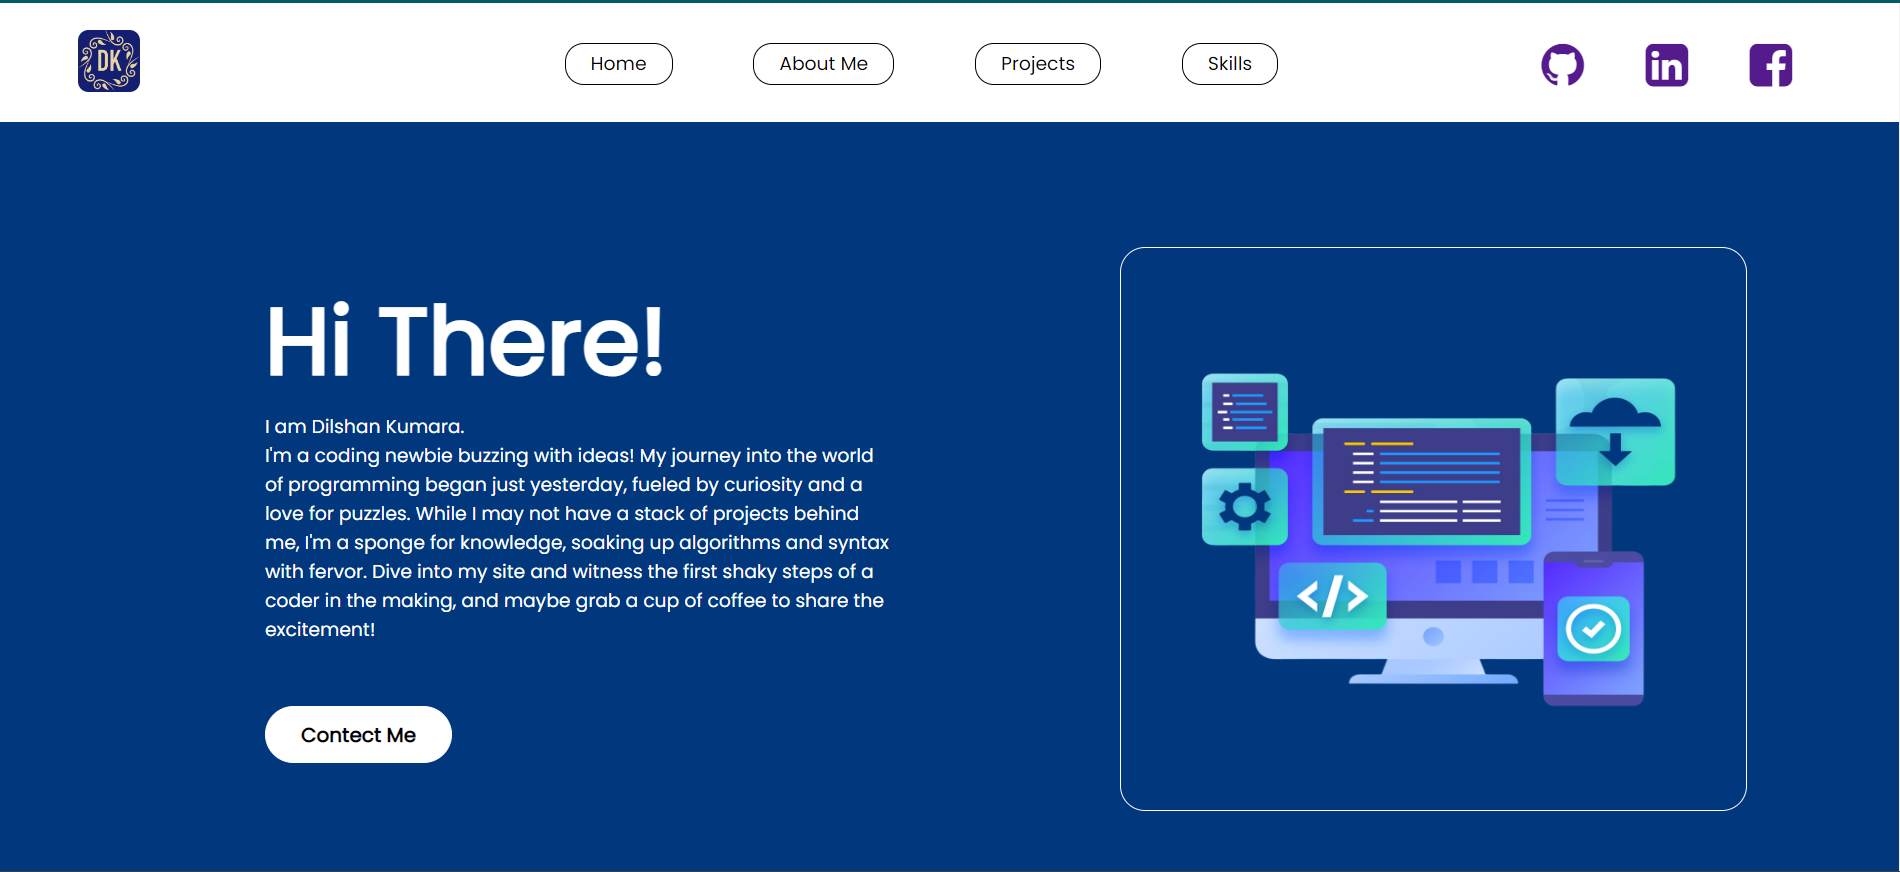 DK
Home
About Me
Projects
Skills
in
Hi There!
I am Dilshan Kumara.
I'm a coding newbie buzzing with ideas! My journey into the world
of programming began just yesterday, fueled by curiosity and a
love for puzzles. While I may not have a stack of projects behind
me, I'm a sponge for knowledge, soaking up algorithms and syntax
with fervor. Dive into my site and witness the first shaky steps of a
coder in the making, and maybe grab a cup of coffee to share the
excitement!
</>
Contect Me